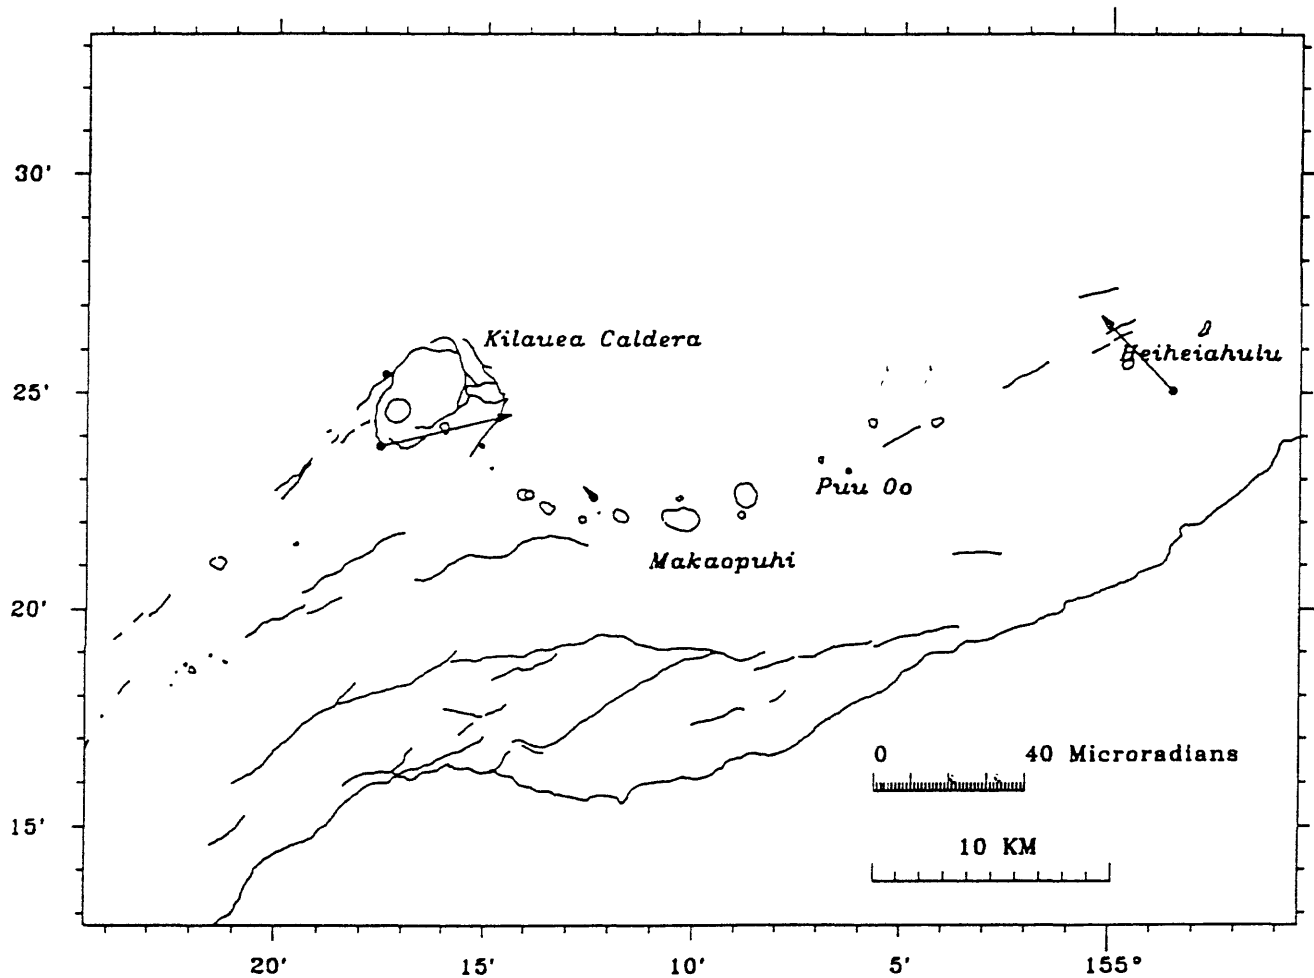 30'
Kilauea Caldera
Heiheiahulu
25'
Puu Oo
Makaopuhi
20'
0 40 Microradians
15'
10 KM
20' 15' 10' 5' 155°